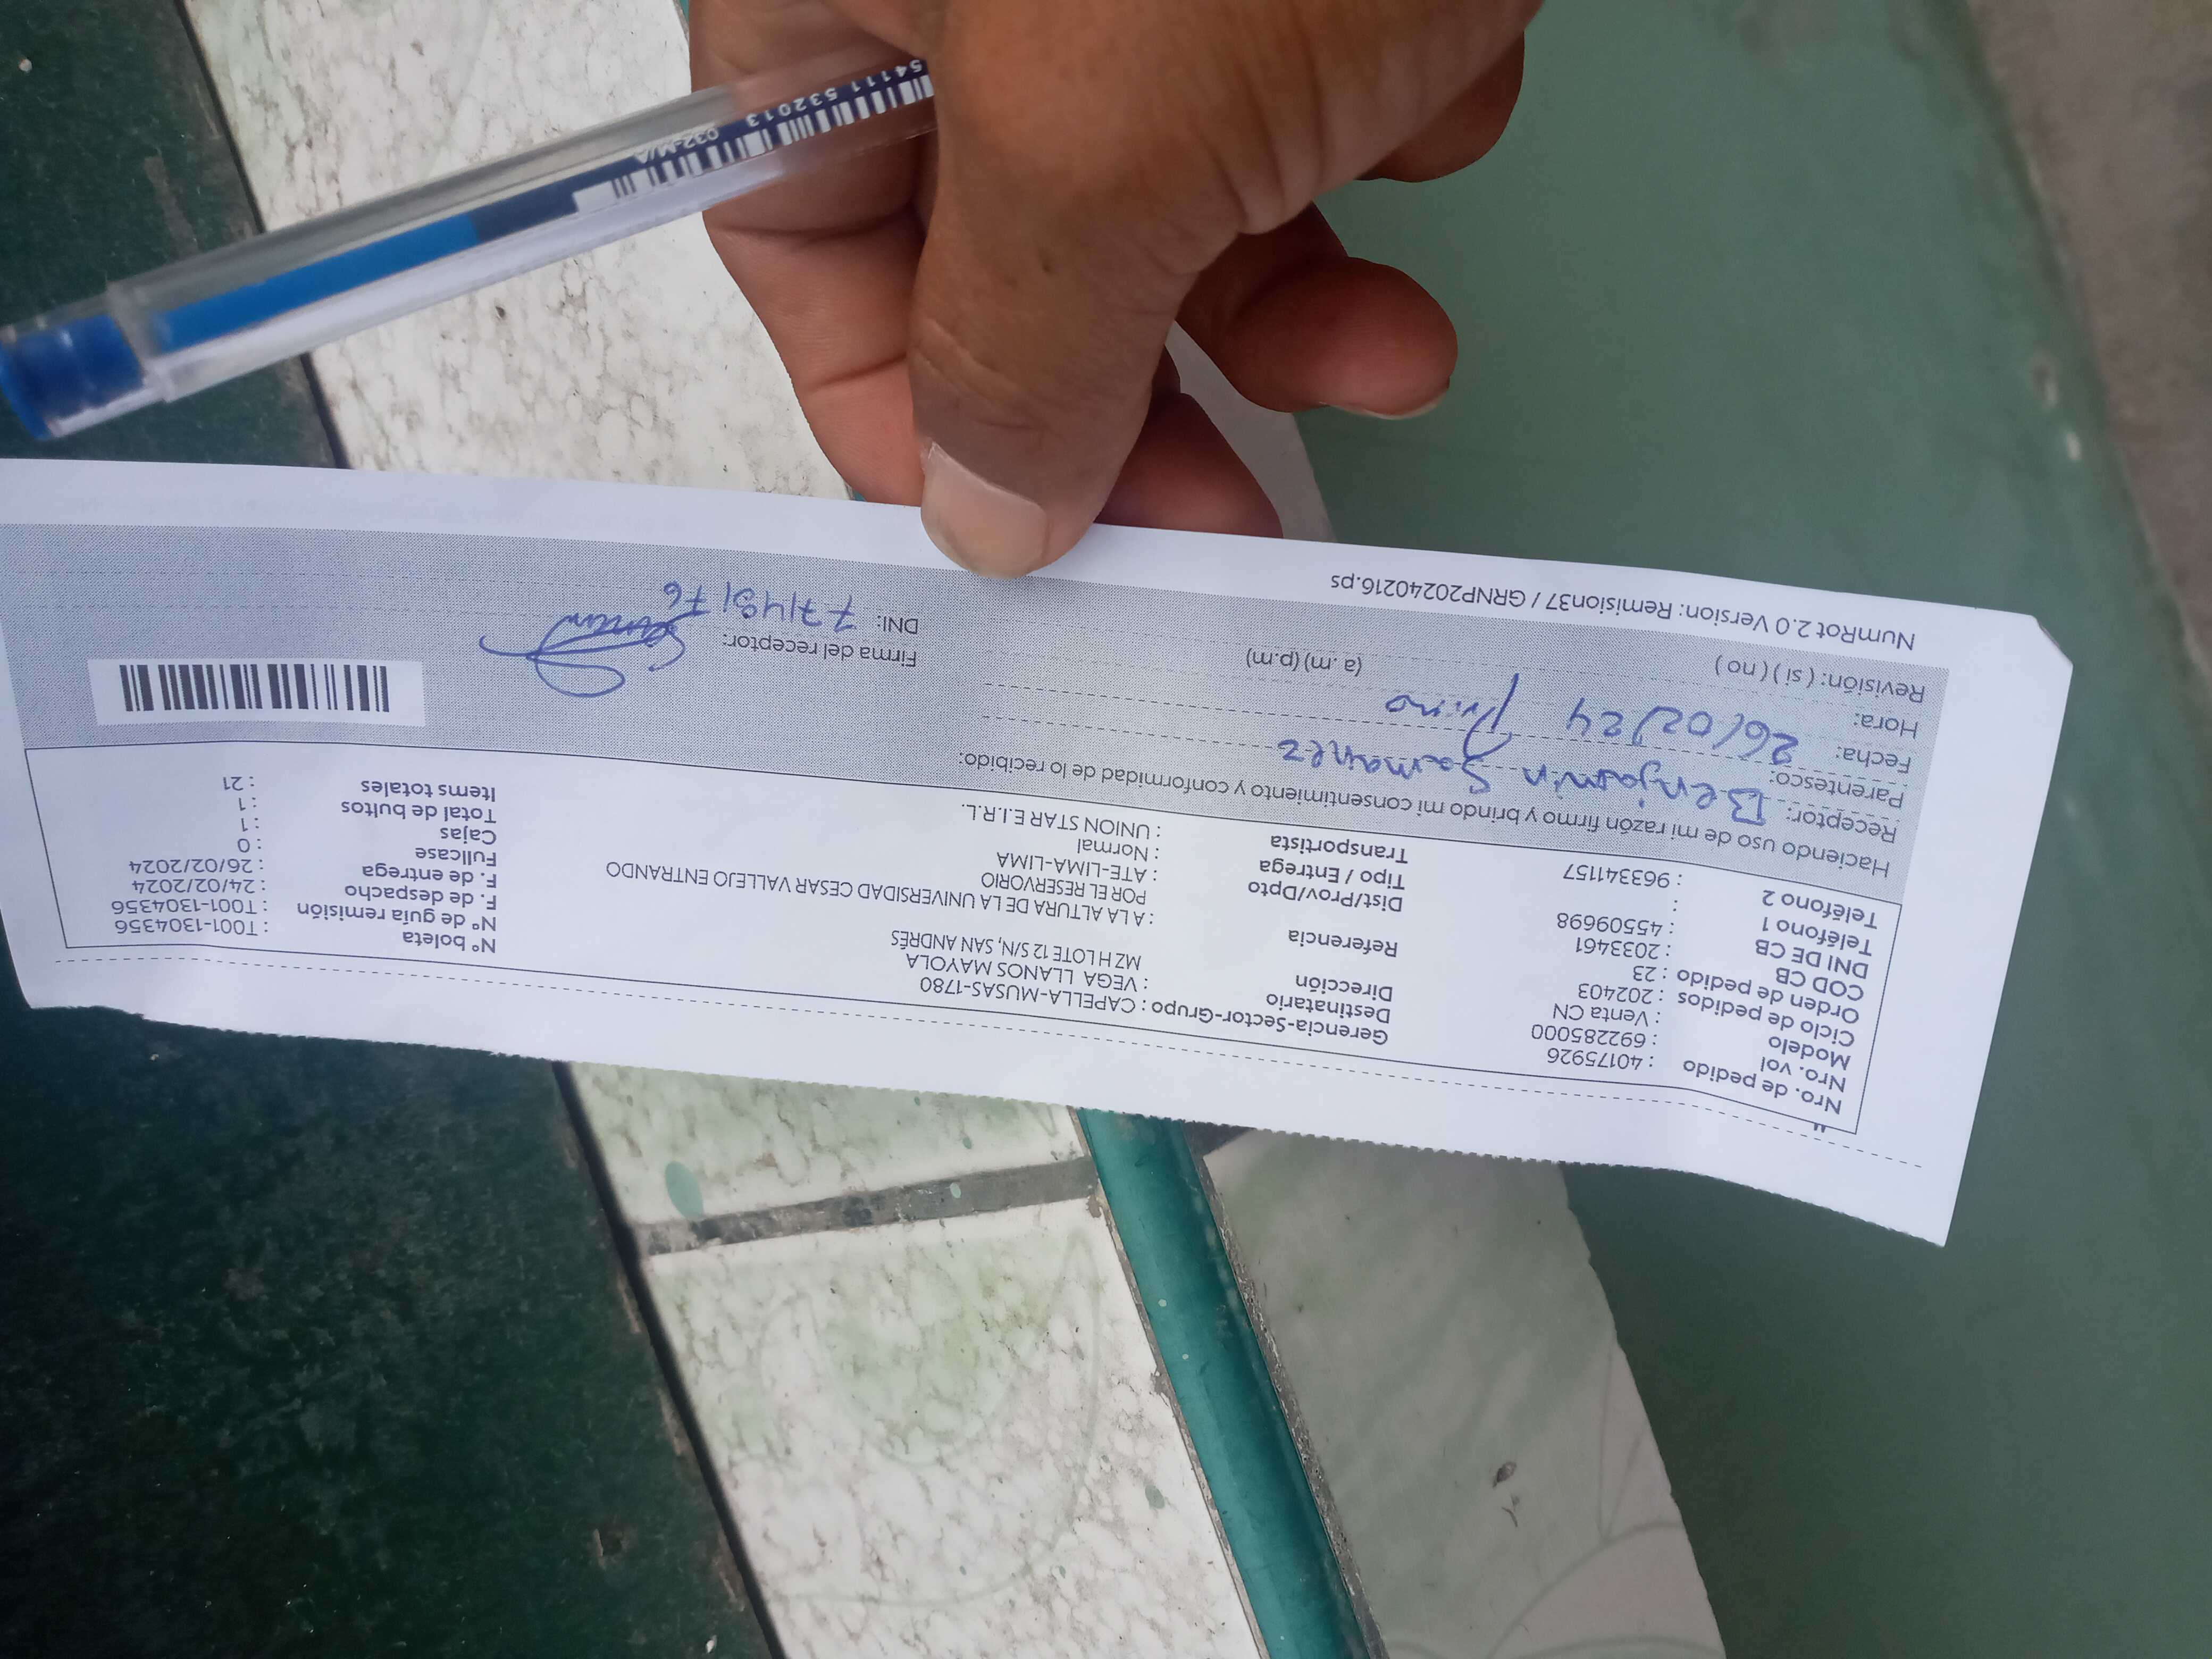 Nro. de pedido : 40175926
Nro. vol : 692285000
Modelo : Venta CN
Ciclo de pedidos : 202403
Orden de pedido : 23
COD CB : 2033461
DNI DE CB : 45509698
Teléfono 1 :
Teléfono 2 : 963341157
Gerencia-Sector-Grupo : CAPELLA-MUSAS-1780
Destinatario : VEGA LLANOS MAYOLA
Dirección MZ H LOTE 12 S/N, SAN ANDRÉS
Referencia : A LA ALTURA DE LA UNIVERSIDAD CESAR VALLEJO ENTRANDO
POR EL RESERVORIO
Dist/Prov/Dpto : ATE-LIMA-LIMA
Tipo / Entrega : Normal
Transportista : UNION STAR E.I.R.L.
Nº boleta : T001-1304356
Nº de guía remisión : T001-1304356
F. de despacho : 24/02/2024
F. de entrega : 26/02/2024
Fullcase : 0
Cajas : 1
Total de bultos : 1
Items totales : 21
Haciendo uso de mi razón firmo y brindo mi consentimiento y conformidad de lo recibido:
Receptor: Benjamín Samanez
Parentesco: Primo
Fecha: 26/02/24
Hora: (a. m) (p.m)
Revisión: ( si ) ( no )
Firma del receptor:
DNI: 77148176
NumRot 2.0 Version: Remision37 / GRNP20240216.ps
54111 532013
032-M/A